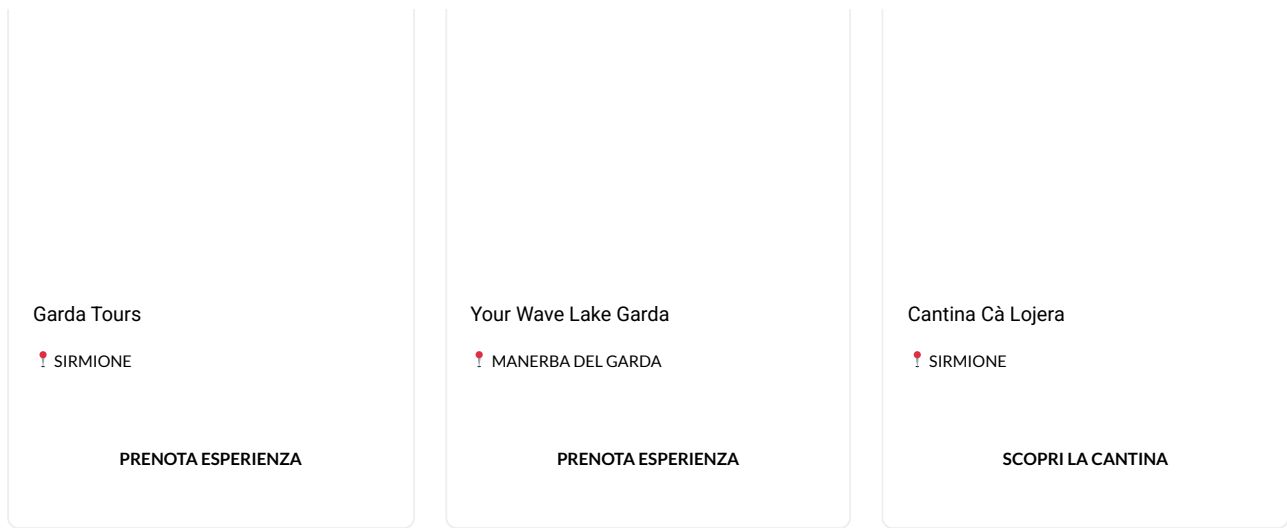 Garda Tours
📍 SIRMIONE
PRENOTA ESPERIENZA
Your Wave Lake Garda
📍 MANERBA DEL GARDA
PRENOTA ESPERIENZA
Cantina Cà Lojera
📍 SIRMIONE
SCOPRI LA CANTINA